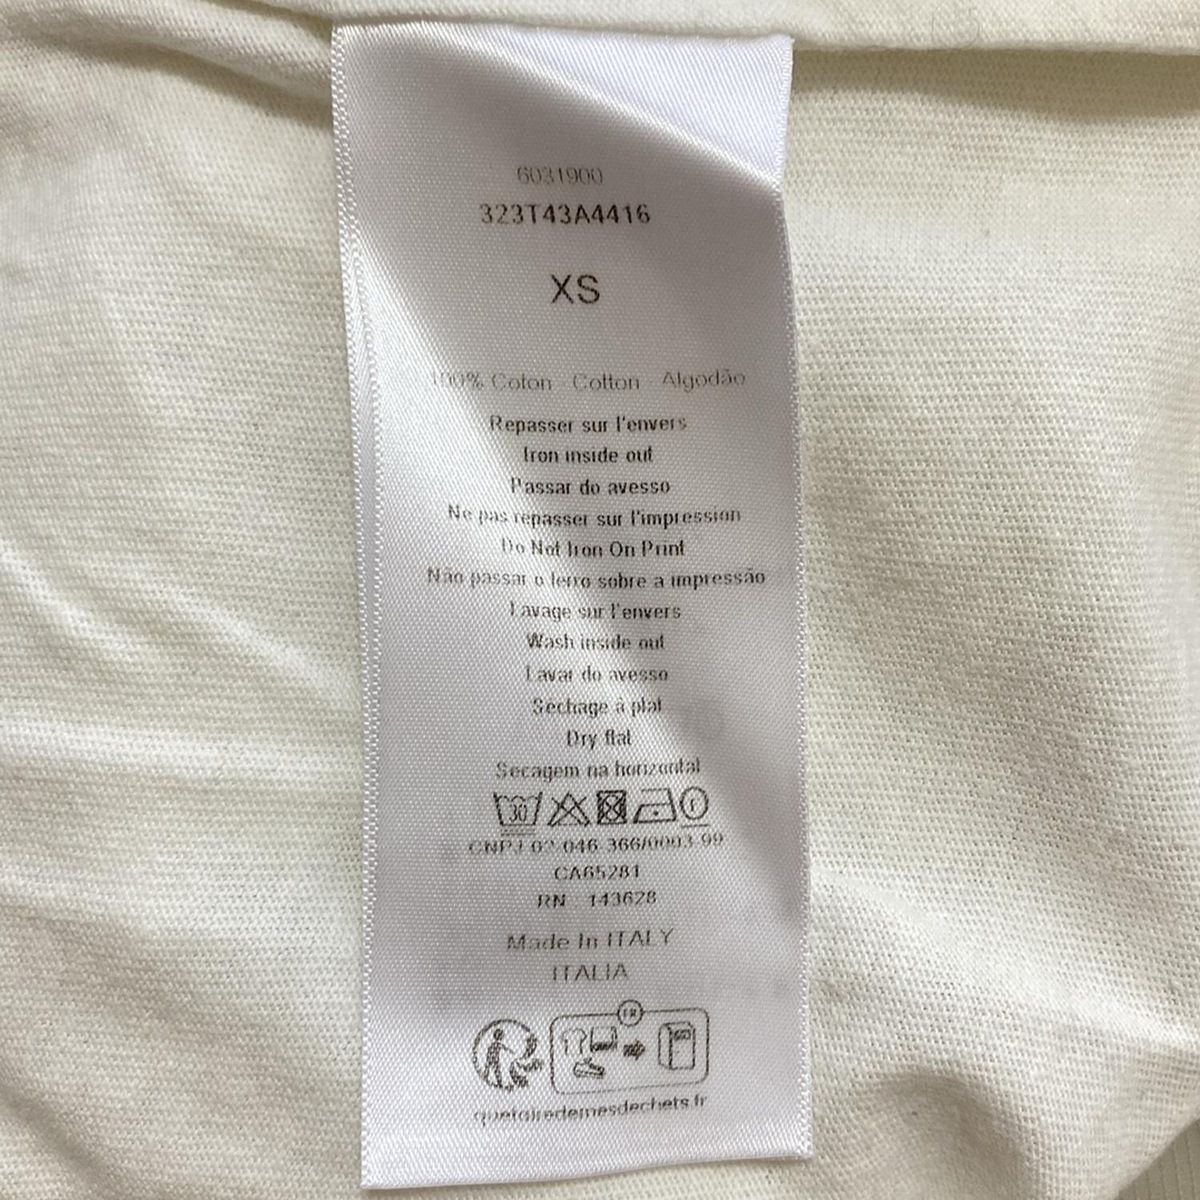 6031900
323T43A4416
XS
100% Coton - Cotton - Algodão
Repasser sur l'envers
Iron inside out
Passar do avesso
Ne pas repasser sur l'impression
Do Not Iron On Print
Não passar o ferro sobre a impressão
Lavage sur l'envers
Wash inside out
Lavar do avesso
Sechage à plat
Dry flat
Secagem na horizontal
30
CNPJ 02 046 366/0003-99
CA65281
RN 143628
Made In ITALY
ITALIA
FR
quefairedemesdechets.fr